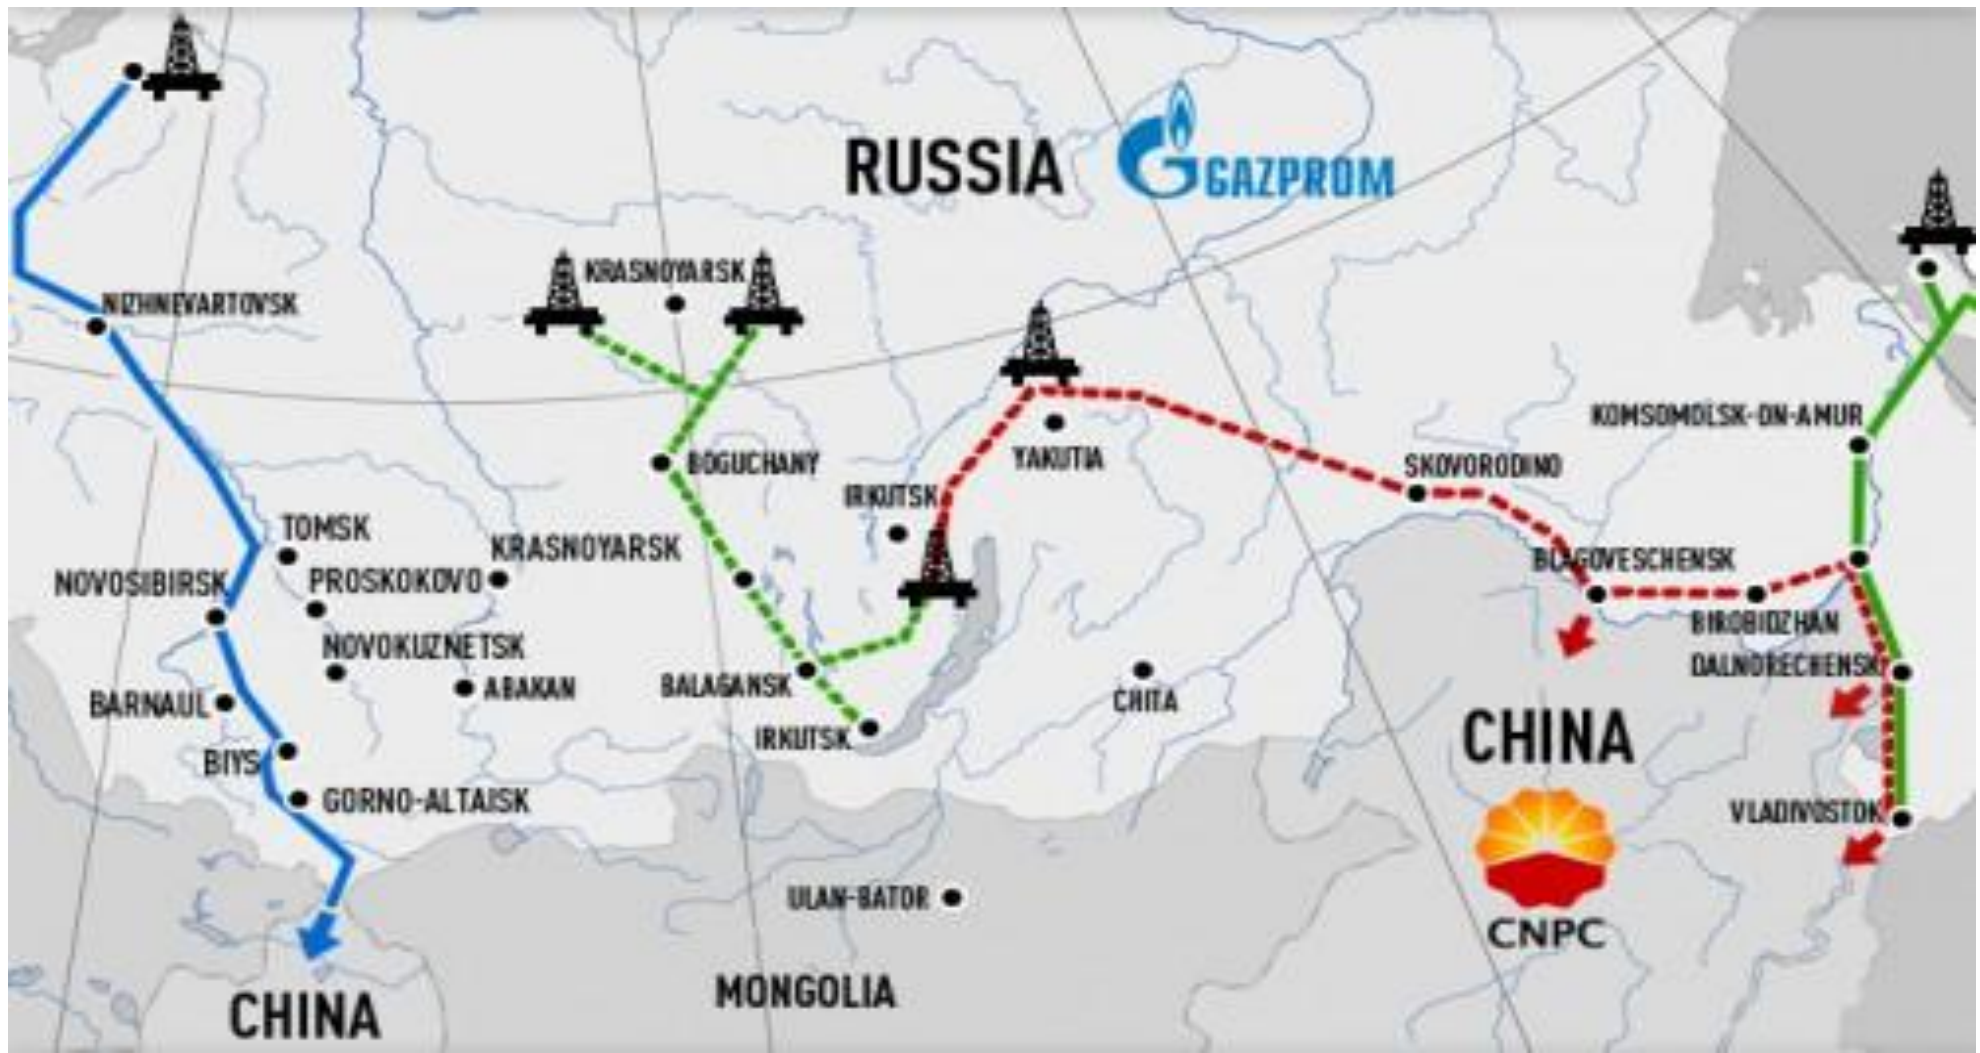 RUSSIA
GAZPROM
KRASNOYARSK
NIZHNEVARTOVSK
KOMSOMOLSK-ON-AMUR
BOGUCHANY
YAKUTIA
SKOVORODINO
IRKUTSK
TOMSK
KRASNOYARSK
BLAGOVESCHENSK
NOVOSIBIRSK
PROSKOKOVO
BIROBIDZHAN
NOVOKUZNETSK
DALNORECHENSK
BALAGANSK
ABAKAN
BARNAUL
CHITA
IRKUTSK
CHINA
BIYS
GORNO-ALTAISK
VLADIVOSTOK
ULAN-BATOR
CNPC
MONGOLIA
CHINA